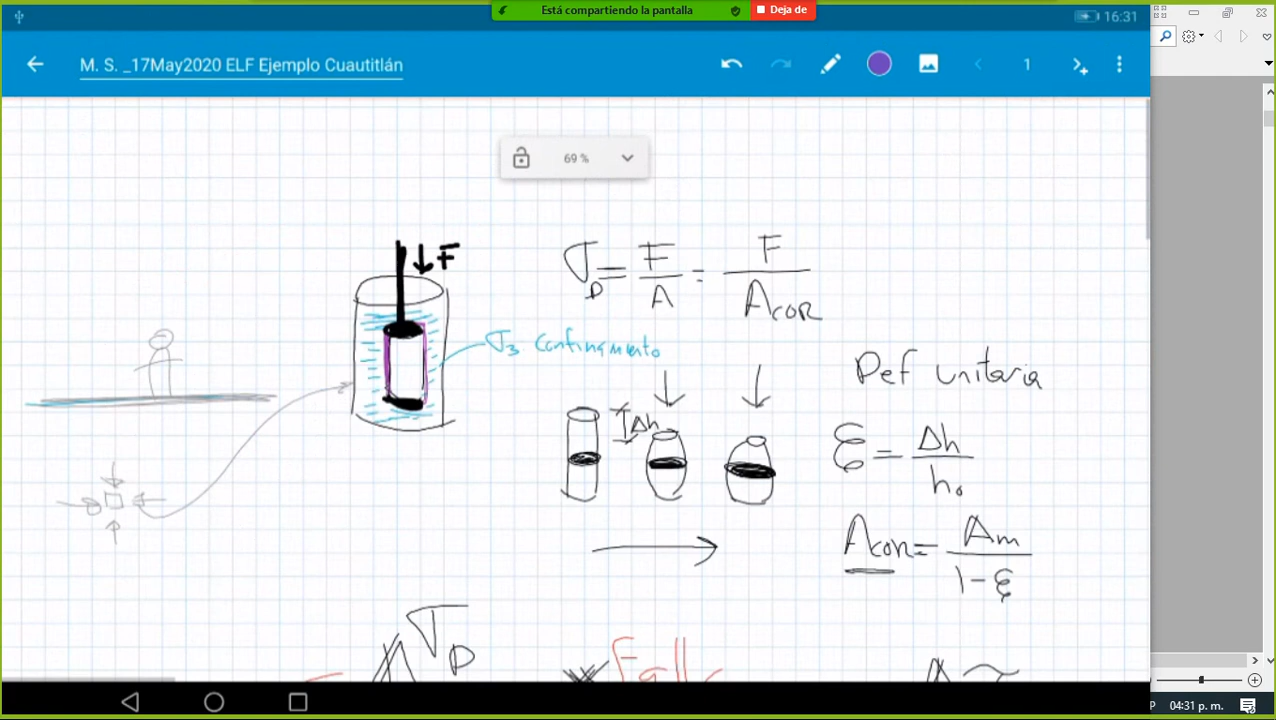 Está compartiendo la pantalla
Deja de
16:31
M. S. _17May2020 ELF Ejemplo Cuautitlán
1
69 %
F
σD = F/A = F/Acor
σ3 Confinamiento
Δh
Def unitaria
ε = Δh/h₀
Acor = Am/1-ε
σD
Falla
P
04:31 p. m.